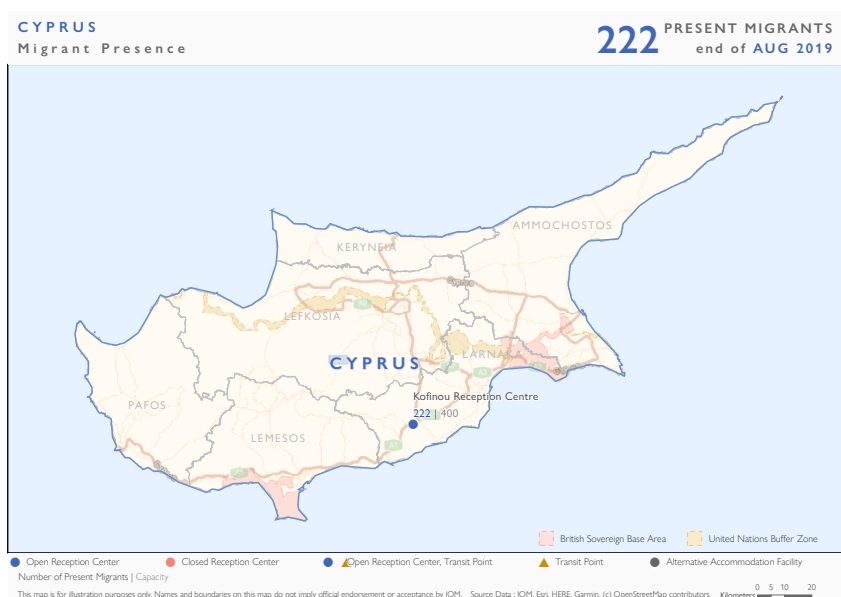 CYPRUS
Migrant Presence
222 PRESENT MIGRANTS
end of AUG 2019
AMMOCHOSTOS
KERYNEIA
LEFKOSIA
LARNAKA
CYPRUS
Kofinou Reception Centre
222 | 400
PAFOS
LEMESOS
British Sovereign Base Area
United Nations Buffer Zone
Open Reception Center
Closed Reception Center
Open Reception Center, Transit Point
Transit Point
Alternative Accommodation Facility
Number of Present Migrants | Capacity
0 5 10 20
Kilometers
This map is for illustration purposes only. Names and boundaries on this map do not imply official endorsement or acceptance by IOM. Source Data : IOM, Esri, HERE, Garmin, (c) OpenStreetMap contributors